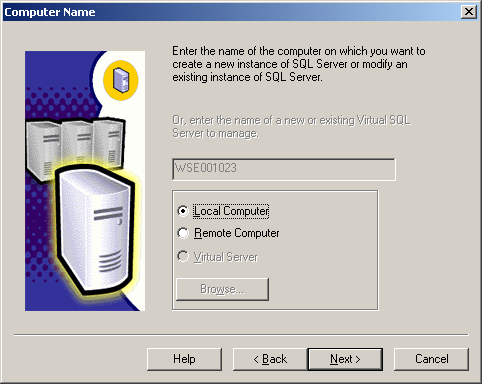 Computer Name
Enter the name of the computer on which you want to
create a new instance of SQL Server or modify an
existing instance of SQL Server.
Or, enter the name of a new or existing Virtual SQL
Server to manage.
WSE001023
Local Computer
Remote Computer
Virtual Server
Browse...
Help
< Back
Next >
Cancel